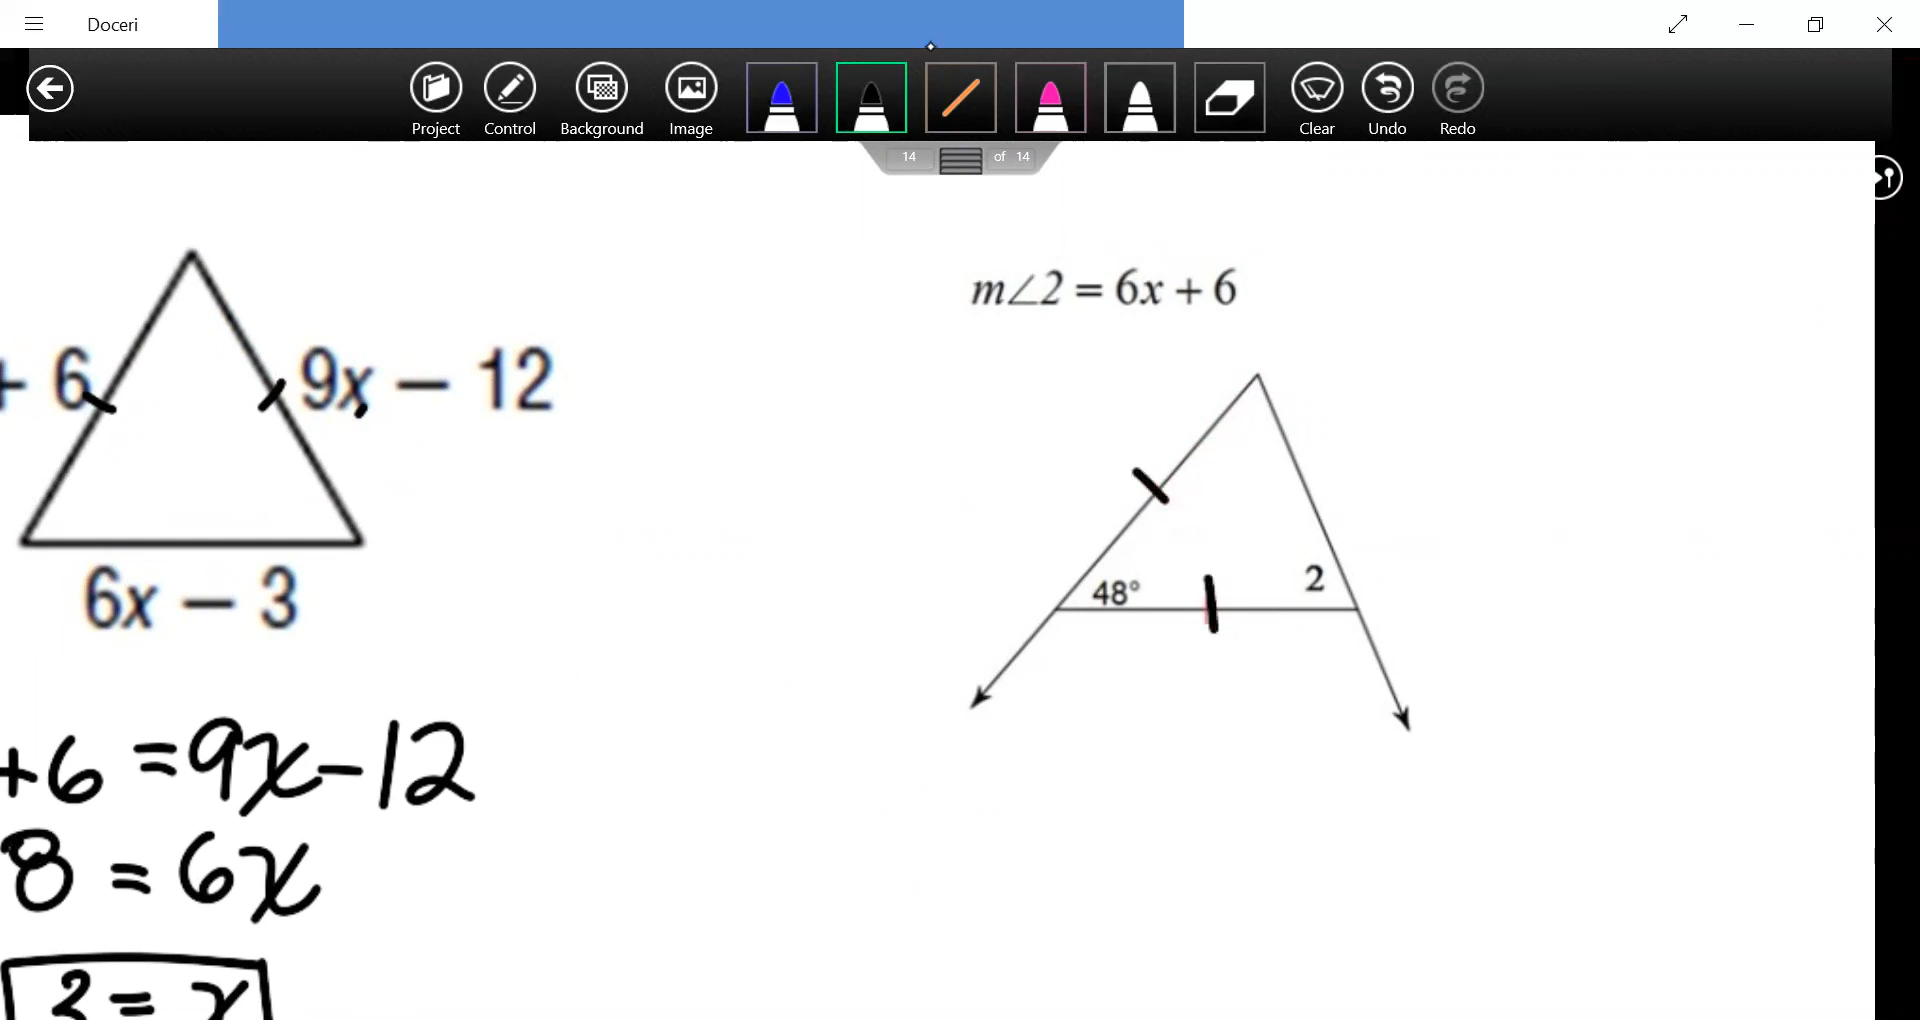 Doceri
Project Control Background Image Clear Undo Redo
14 of 14
m∠2 = 6x + 6
+ 6
9x − 12
48°
2
6x − 3
+6 = 9x − 12
8 = 6x
3 = x